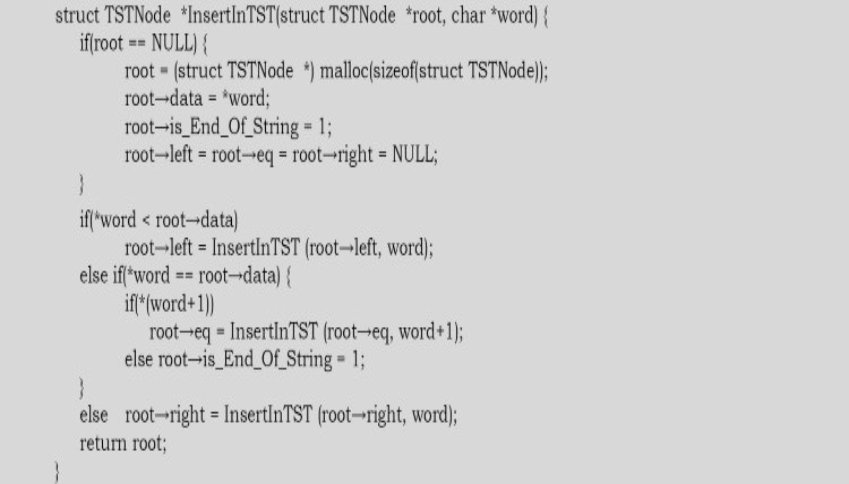 struct TSTNode *InsertInTST(struct TSTNode *root, char *word) {
if(root == NULL) {
root = (struct TSTNode *) malloc(sizeof(struct TSTNode));
root→data = *word;
root→is_End_Of_String = 1;
root→left = root→eq = root→right = NULL;
}
if(*word < root→data)
root→left = InsertInTST (root→left, word);
else if(*word == root→data) {
if(*(word+1))
root→eq = InsertInTST (root→eq, word+1);
else root→is_End_Of_String = 1;
}
else root→right = InsertInTST (root→right, word);
return root;
}